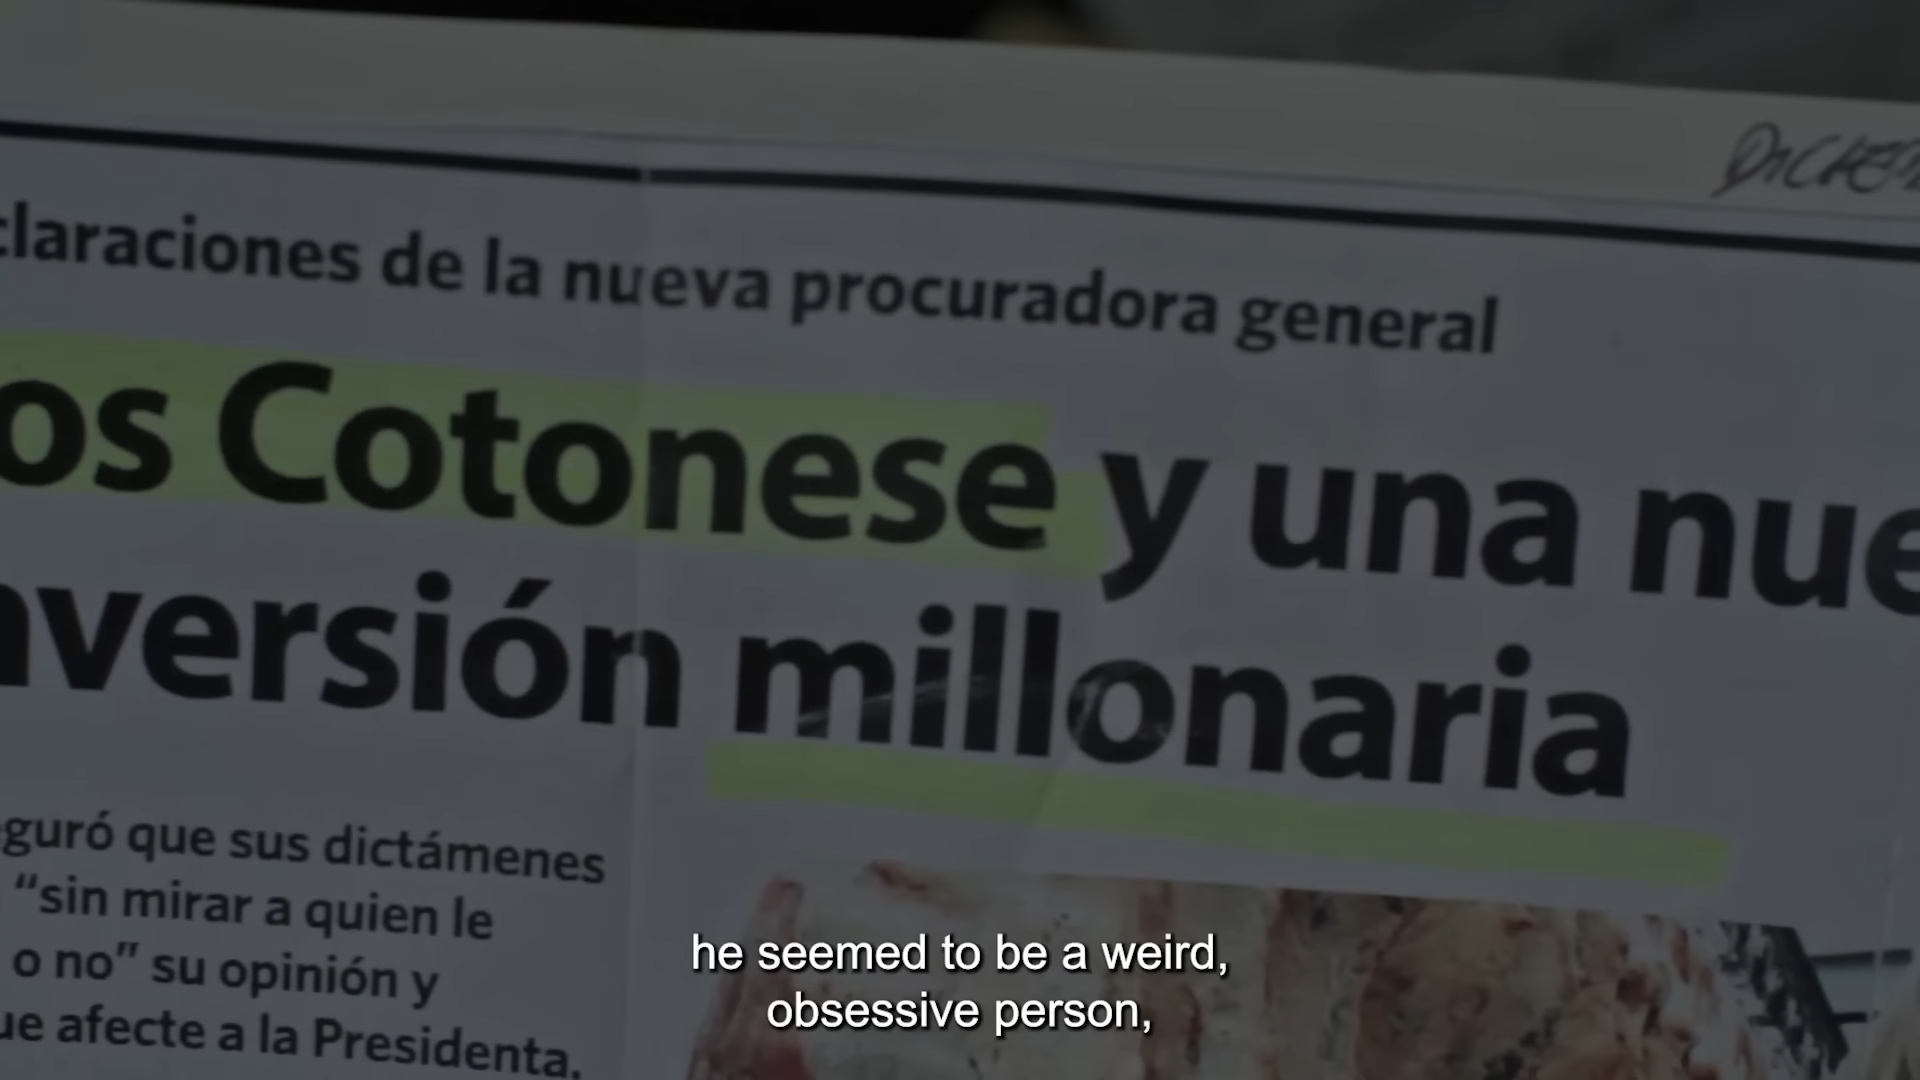 claraciones de la nueva procuradora general
os Cotonese y una nue
nversión millonaria
guró que sus dictámenes
“sin mirar a quien le
o no” su opinión y
ue afecte a la Presidenta.
he seemed to be a weird,
obsessive person,